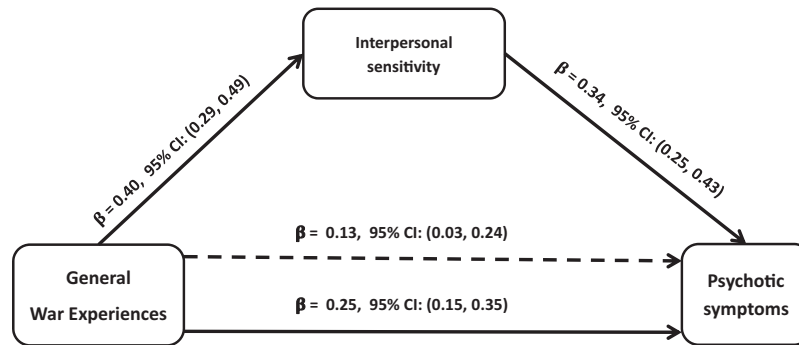 Interpersonal
sensitivity
β = 0.40, 95% CI: (0.29, 0.49)
β = 0.34, 95% CI: (0.25, 0.43)
β = 0.13, 95% CI: (0.03, 0.24)
General
War Experiences
Psychotic
symptoms
β = 0.25, 95% CI: (0.15, 0.35)